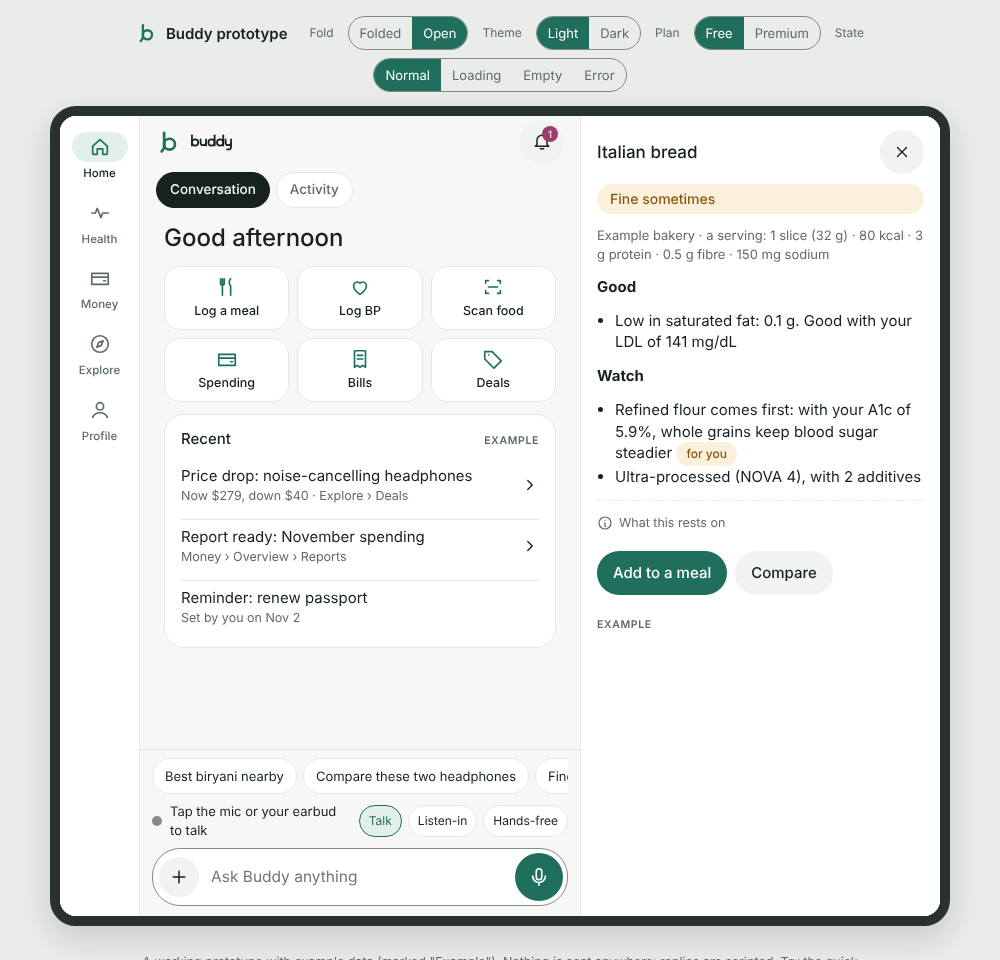 Buddy prototype
Fold
Folded
Open
Theme
Light
Dark
Plan
Free
Premium
State
Normal
Loading
Empty
Error
Home
Health
Money
Explore
Profile
buddy
1
Conversation
Activity
Good afternoon
Log a meal
Log BP
Scan food
Spending
Bills
Deals
Recent
EXAMPLE
Price drop: noise-cancelling headphones
Now $279, down $40 · Explore › Deals
Report ready: November spending
Money › Overview › Reports
Reminder: renew passport
Set by you on Nov 2
Best biryani nearby
Compare these two headphones
Tap the mic or your earbud
to talk
Talk
Listen-in
Hands-free
Ask Buddy anything
Italian bread
Fine sometimes
Example bakery · a serving: 1 slice (32 g) · 80 kcal · 3
g protein · 0.5 g fibre · 150 mg sodium
Good
• Low in saturated fat: 0.1 g. Good with your
LDL of 141 mg/dL
Watch
• Refined flour comes first: with your A1c of
5.9%, whole grains keep blood sugar
steadier for you
• Ultra-processed (NOVA 4), with 2 additives
What this rests on
Add to a meal
Compare
EXAMPLE